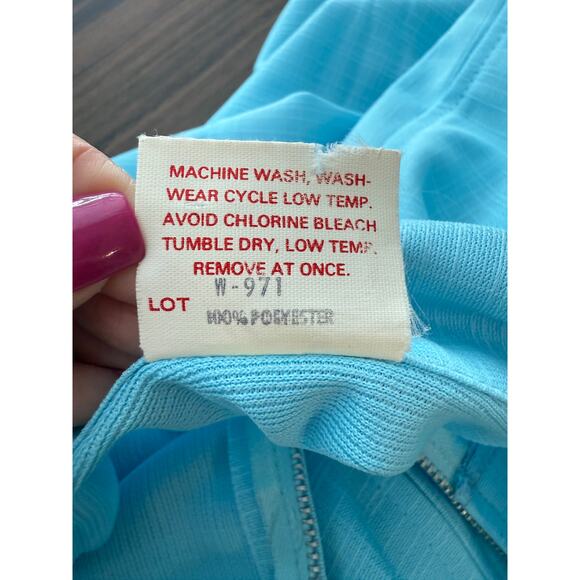 MACHINE WASH, WASH-
WEAR CYCLE LOW TEMP.
AVOID CHLORINE BLEACH
TUMBLE DRY, LOW TEMP.
REMOVE AT ONCE.
W-971
LOT
100% POLYESTER